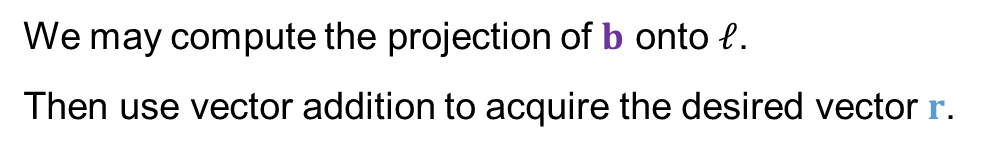 We may compute the projection of b onto ℓ.
Then use vector addition to acquire the desired vector r.